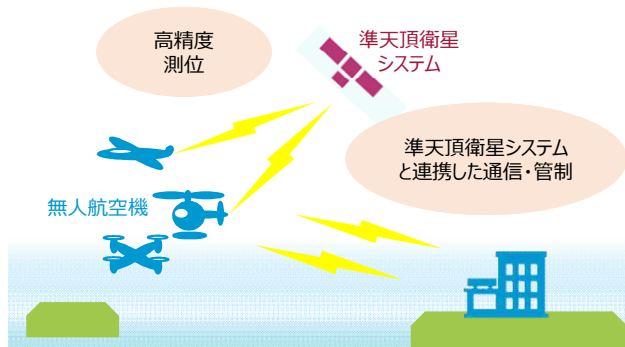 高精度
測位
準天頂衛星
システム
準天頂衛星システム
と連携した通信・管制
無人航空機